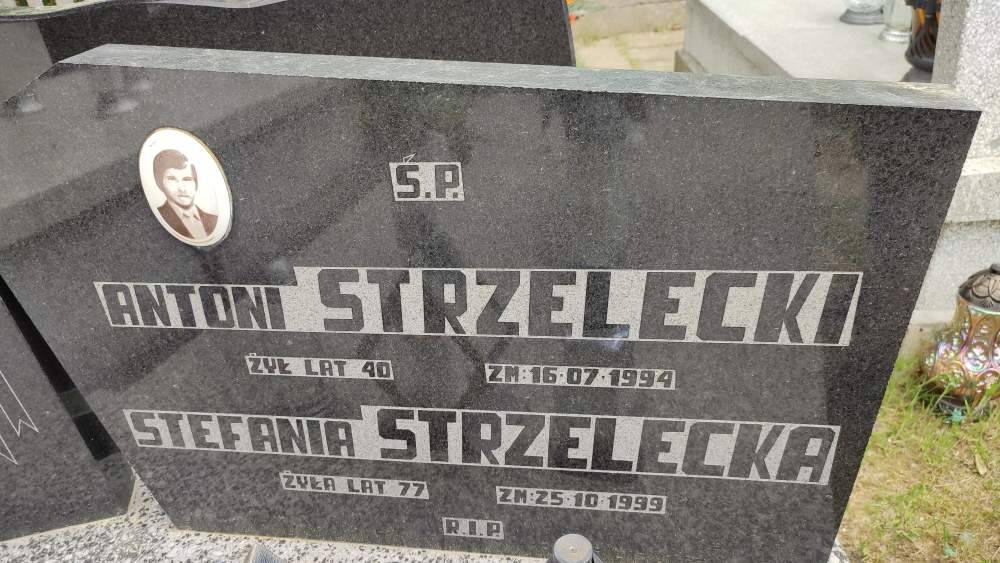 Ś.P.
ANTONI STRZELECKI
ŻYŁ LAT 40 ZM: 16·07·1994
STEFANIA STRZELECKA
ŻYŁA LAT 77 ZM: 25·10·1999
R.I.P.